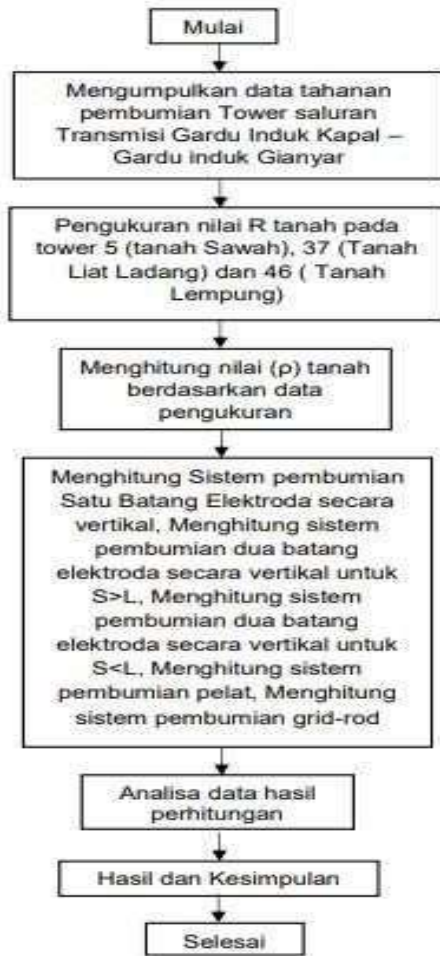 Mulai
Mengumpulkan data tahanan
pembumian Tower saluran
Transmisi Gardu Induk Kapal –
Gardu induk Gianyar
Pengukuran nilai R tanah pada
tower 5 (tanah Sawah), 37 (Tanah
Liat Ladang) dan 46 ( Tanah
Lempung)
Menghitung nilai (ρ) tanah
berdasarkan data
pengukuran
Menghitung Sistem pembumian
Satu Batang Elektroda secara
vertikal, Menghitung sistem
pembumian dua batang
elektroda secara vertikal untuk
S>L, Menghitung sistem
pembumian dua batang
elektroda secara vertikal untuk
S<L, Menghitung sistem
pembumian pelat, Menghitung
sistem pembumian grid-rod
Analisa data hasil
perhitungan
Hasil dan Kesimpulan
Selesai